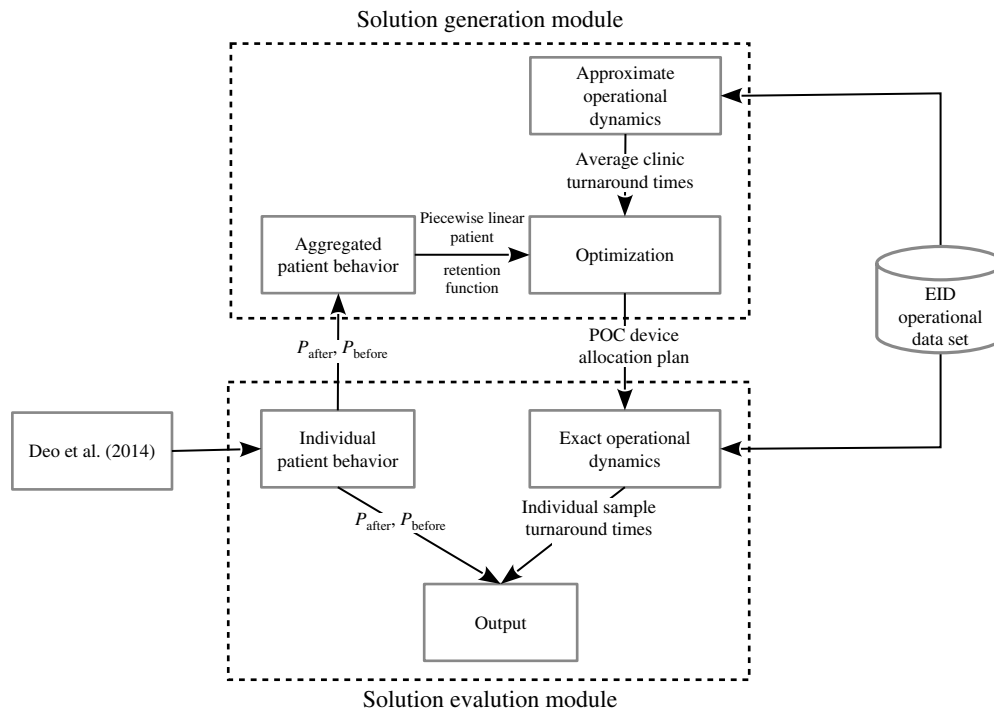 Solution generation module
Approximate
operational
dynamics
Average clinic
turnaround times
Piecewise linear
patient
retention
function
Aggregated
patient behavior
Optimization
EID
operational
data set
P_after, P_before
POC device
allocation plan
Deo et al. (2014)
Individual
patient behavior
Exact operational
dynamics
P_after, P_before
Individual sample
turnaround times
Output
Solution evalution module